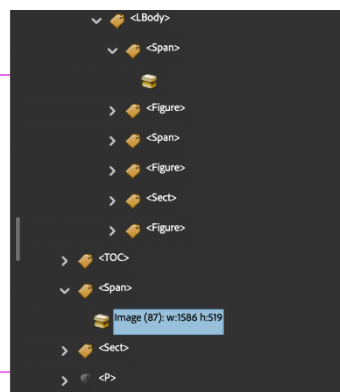 <LBody>
<Span>
<Figure>
<Span>
<Figure>
<Sect>
<Figure>
<TOC>
<Span>
Image (87): w:1586 h:519
<Sect>
<P>